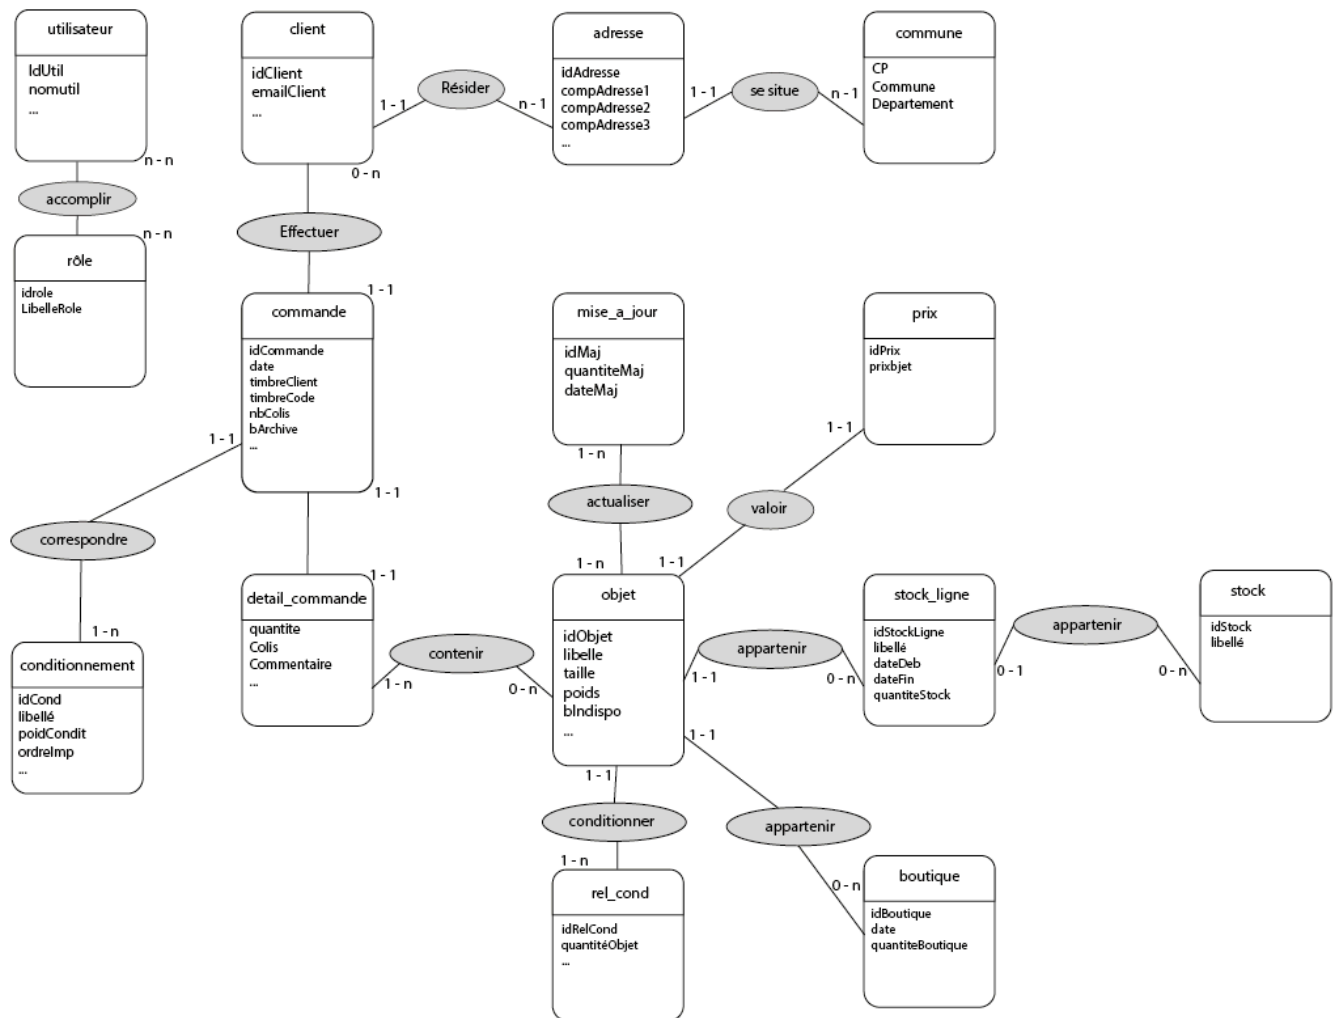 utilisateur
IdUtil
nomutil
...
n - n
accomplir
n - n
rôle
idrole
LibelleRole
client
idClient
emailClient
...
1 - 1
Résider
n - 1
0 - n
Effectuer
1 - 1
adresse
idAdresse
compAdresse1
compAdresse2
compAdresse3
...
1 - 1
se situe
n - 1
commune
CP
Commune
Departement
commande
idCommande
date
timbreClient
timbreCode
nbColis
bArchive
...
1 - 1
1 - 1
correspondre
1 - n
conditionnement
idCond
libellé
poidCondit
ordreImp
...
1 - 1
detail_commande
quantite
Colis
Commentaire
...
1 - n
contenir
0 - n
mise_a_jour
idMaj
quantiteMaj
dateMaj
1 - n
actualiser
1 - n
prix
idPrix
prixbjet
1 - 1
valoir
1 - 1
objet
idObjet
libelle
taille
poids
bIndispo
...
1 - 1
appartenir
0 - n
stock_ligne
idStockLigne
libellé
dateDeb
dateFin
quantiteStock
0 - 1
appartenir
0 - n
stock
idStock
libellé
1 - 1
conditionner
1 - n
rel_cond
idRelCond
quantitéObjet
...
1 - 1
appartenir
0 - n
boutique
idBoutique
date
quantiteBoutique